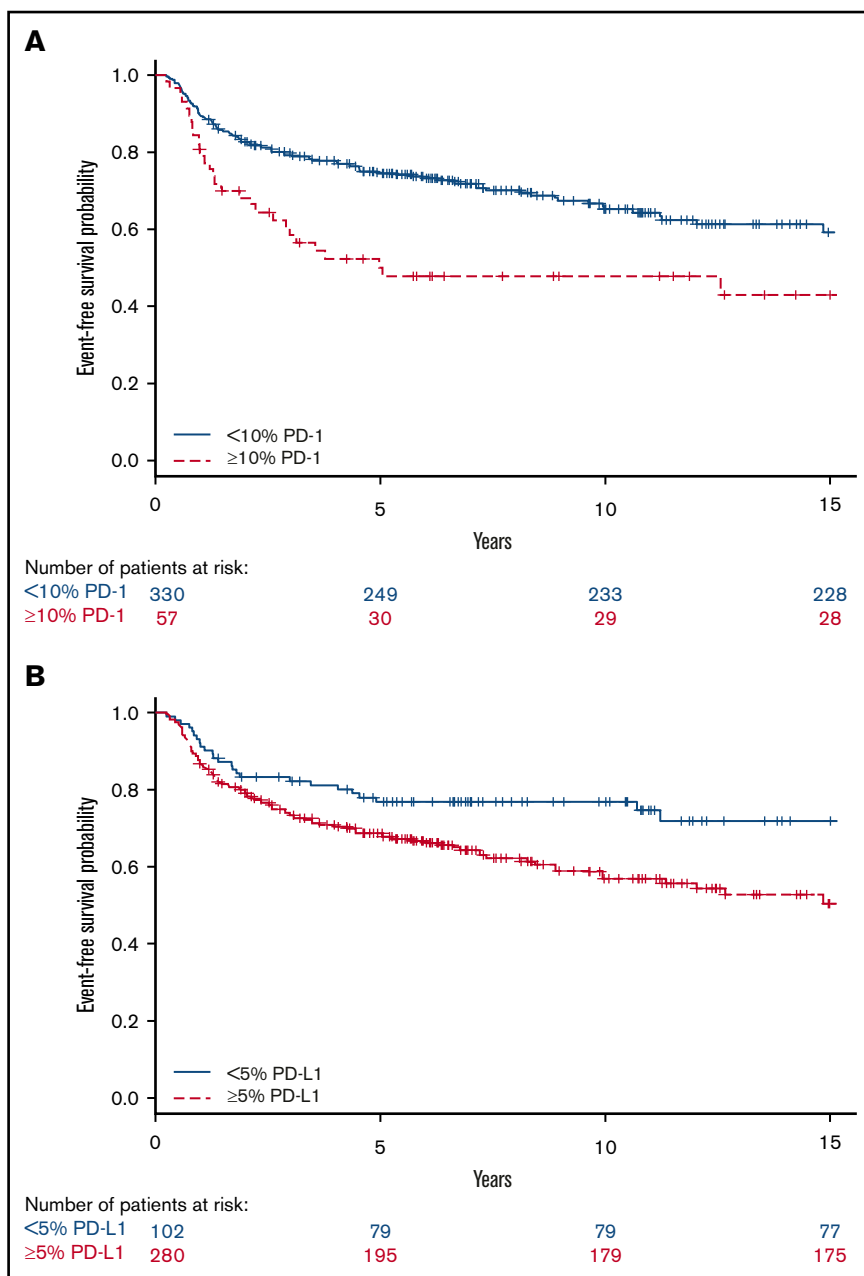 A
1.0
0.8
0.6
0.4
0.2
0.0
Event-free survival probability
<10% PD-1
≥10% PD-1
0 5 10 15
Years
Number of patients at risk:
<10% PD-1 330 249 233 228
≥10% PD-1 57 30 29 28
B
1.0
0.8
0.6
0.4
0.2
0.0
Event-free survival probability
<5% PD-L1
≥5% PD-L1
0 5 10 15
Years
Number of patients at risk:
<5% PD-L1 102 79 79 77
≥5% PD-L1 280 195 179 175